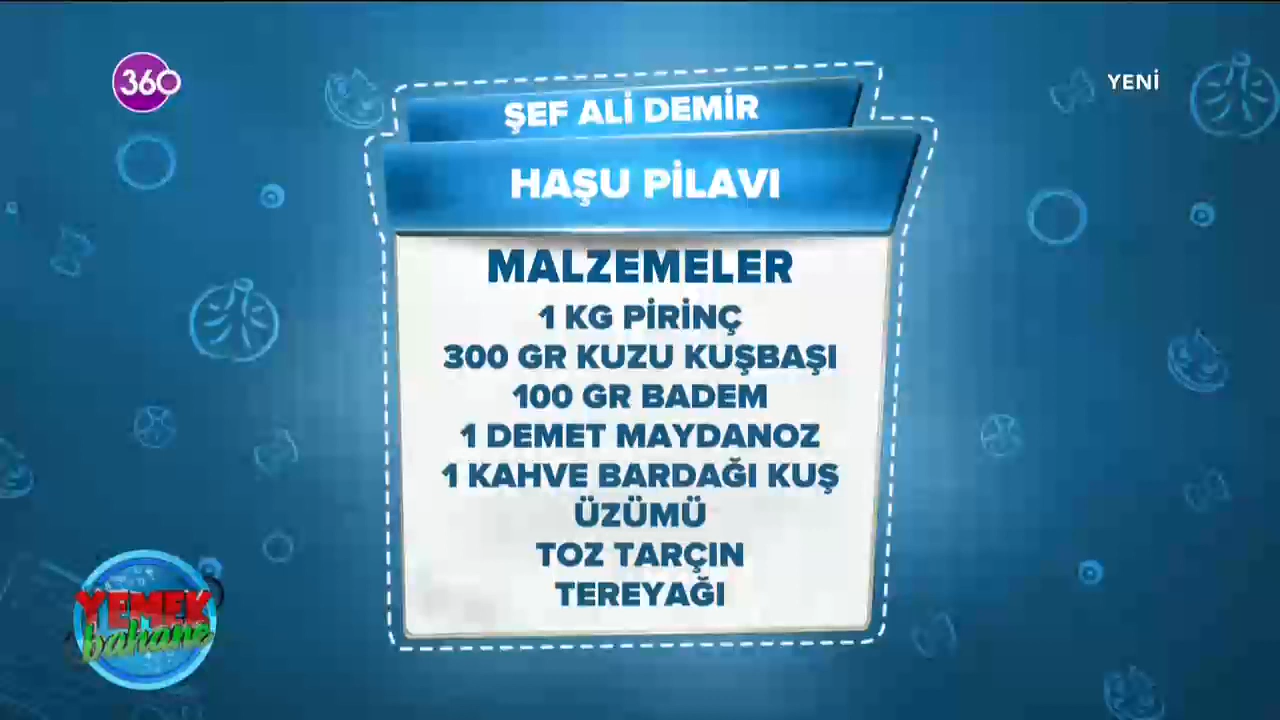 360
YENİ
ŞEF ALİ DEMİR
HAŞU PİLAVI
MALZEMELER
1 KG PİRİNÇ
300 GR KUZU KUŞBAŞI
100 GR BADEM
1 DEMET MAYDANOZ
1 KAHVE BARDAĞI KUŞ
ÜZÜMÜ
TOZ TARÇIN
TEREYAĞI
YEMEK
bahane